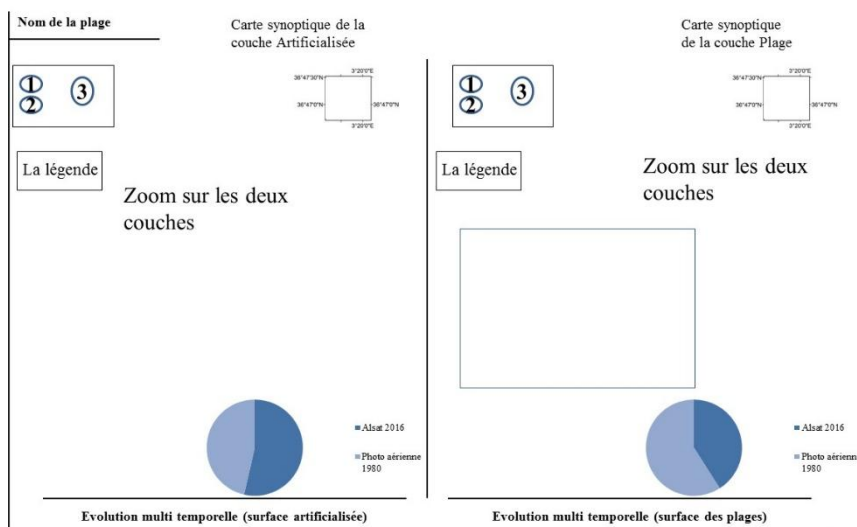 Nom de la plage
Carte synoptique de la
couche Artificialisée
1
2
3
3°20'0"E
36°47'30"N
36°47'0"N
36°47'0"N
3°20'0"E
La légende
Zoom sur les deux
couches
Alsat 2016
Photo aérienne
1980
Evolution multi temporelle (surface artificialisée)
Carte synoptique
de la couche Plage
1
2
3
3°20'0"E
36°47'30"N
36°47'0"N
36°47'0"N
3°20'0"E
La légende
Zoom sur les deux
couches
Alsat 2016
Photo aérienn
1980
Evolution multi temporelle (surface des plages)